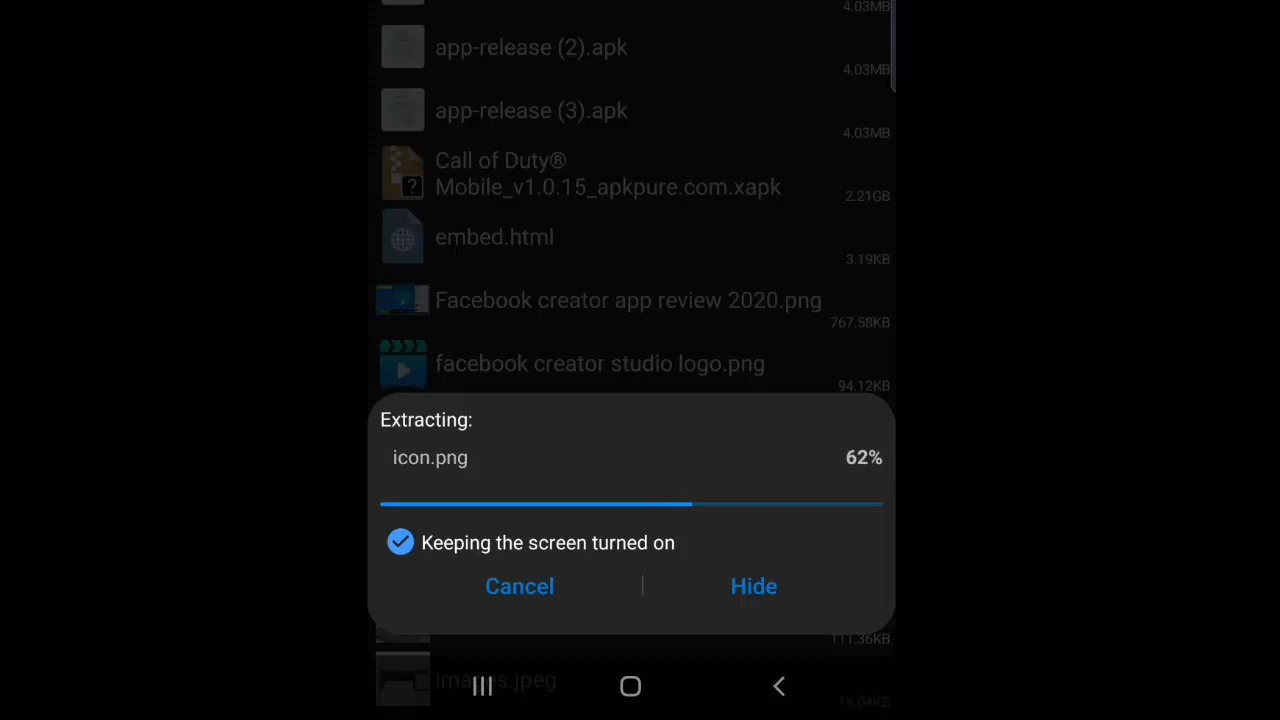 4.03MB
app-release (2).apk
4.03MB
app-release (3).apk
4.03MB
Call of Duty®
Mobile_v1.0.15_apkpure.com.xapk
2.21GB
embed.html
3.19KB
Facebook creator app review 2020.png
767.58KB
facebook creator studio logo.png
94.12KB
Extracting:
icon.png 62%
Keeping the screen turned on
Cancel Hide
111.36KB
images jpeg
14.04KB